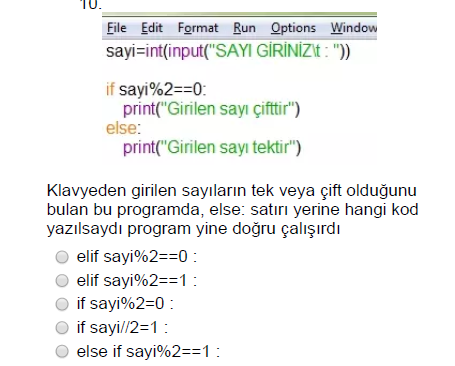 10.
File Edit Format Run Options Window
sayi=int(input("SAYI GİRİNİZ\t : "))
if sayi%2==0:
print("Girilen sayı çifttir")
else:
print("Girilen sayı tektir")
Klavyeden girilen sayıların tek veya çift olduğunu
bulan bu programda, else: satırı yerine hangi kod
yazılsaydı program yine doğru çalışırdı
elif sayi%2==0 :
elif sayi%2==1 :
if sayi%2=0 :
if sayi//2=1 :
else if sayi%2==1 :